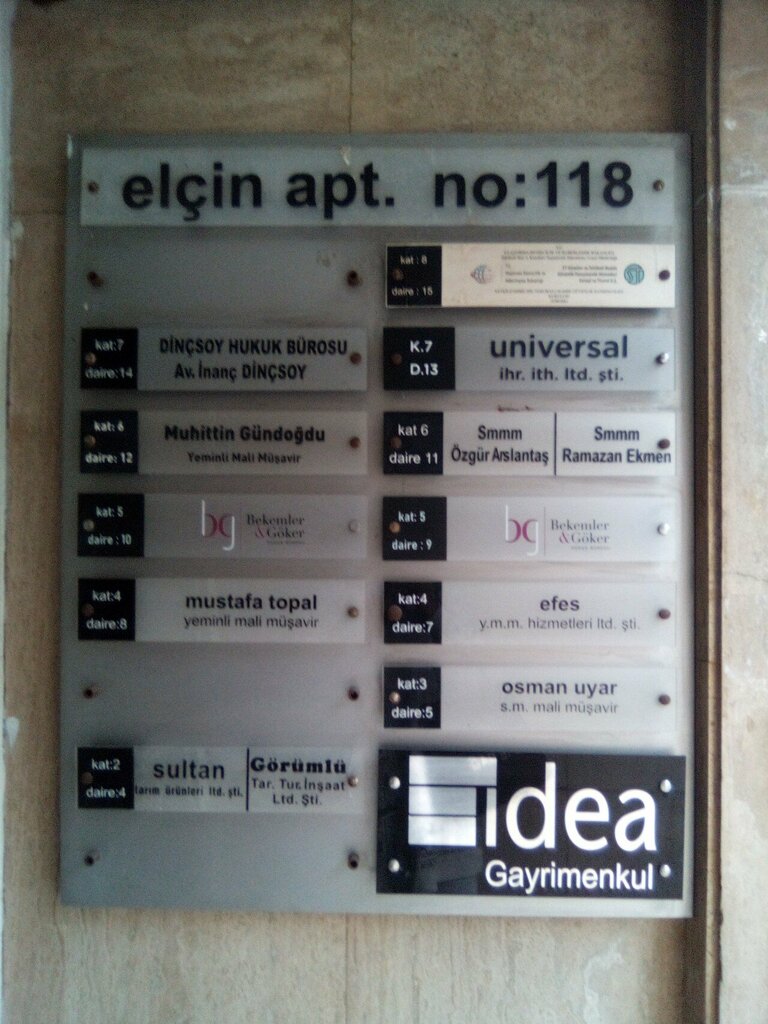 elçin apt. no:118
kat : 8
daire : 15
kat:7
daire:14
DİNÇSOY HUKUK BÜROSU
Av. İnanç DİNÇSOY
K.7
D.13
universal
ihr. ith. ltd. şti.
kat: 6
daire: 12
Muhittin Gündoğdu
Yeminli Mali Müşavir
kat 6
daire 11
Smmm
Özgür Arslantaş
Smmm
Ramazan Ekmen
kat: 5
daire : 10
bg
Bekemler
&Göker
kat: 5
daire : 9
bg
Bekemler
&Göker
kat:4
daire:8
mustafa topal
yeminli mali müşavir
kat:4
daire:7
efes
y.m.m. hizmetleri ltd. şti.
kat:3
daire:5
osman uyar
s.m. mali müşavir
kat:2
daire:4
sultan
tarım ürünleri ltd. şti.
Görümlü
Tar. Tur. İnşaat
Ltd. Şti.
idea
Gayrimenkul